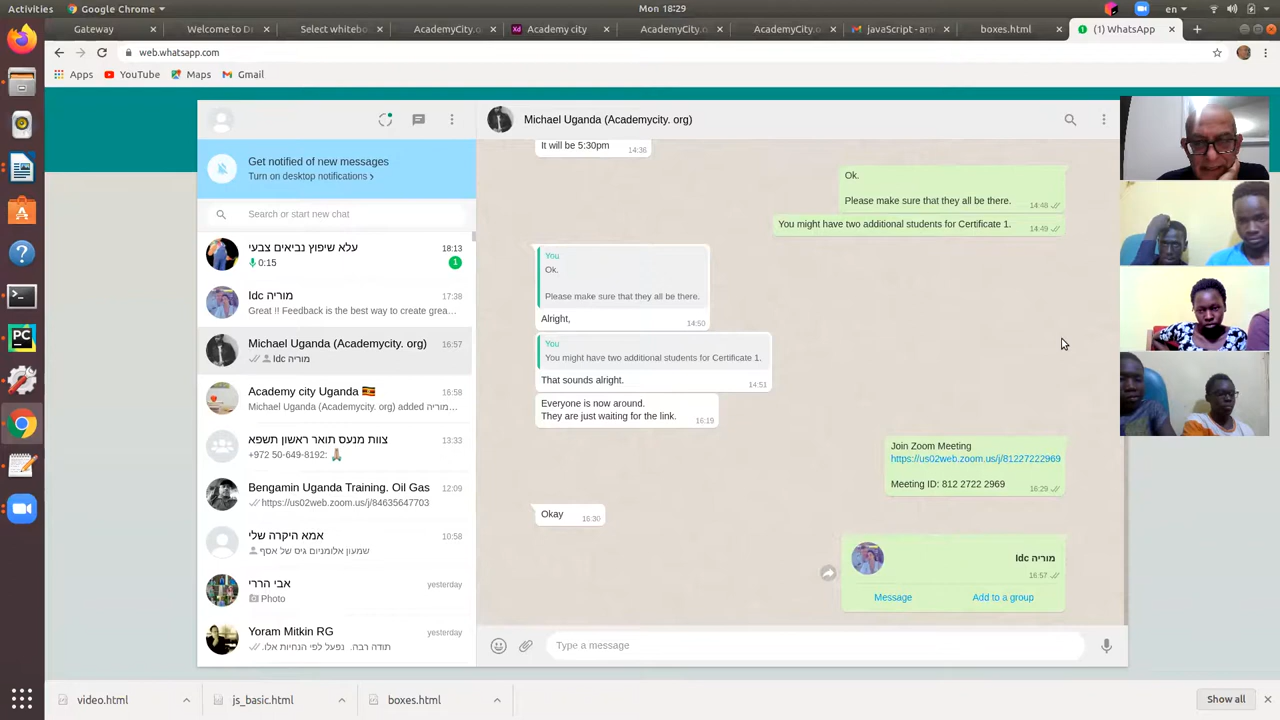 Activities
Google Chrome
Mon 18:29
en
Gateway
Welcome to Di
Select whitebo
AcademyCity.o
Xd
Academy city
AcademyCity.
AcademyCity.
JavaScript - am
boxes.html
(1) WhatsApp
web.whatsapp.com
Apps
YouTube
Maps
Gmail
Get notified of new messages
Turn on desktop notifications >
Search or start new chat
עלא שיפוץ נביאים צבעי
18:13
0:15
1
מוריה Idc
17:38
Great !! Feedback is the best way to create grea...
Michael Uganda (Academycity. org)
16:57
מוריה Idc
Academy city Uganda 🇺🇬
16:58
Michael Uganda (Academycity. org) added מוריה...
צוות מנעס תואר ראשון תשפא
13:33
+972 50-649-8192: 🙏🏽
Bengamin Uganda Training. Oil Gas
12:09
https://us02web.zoom.us/j/84635647703
אמא היקרה שלי
10:58
שמעון אלומניום גיס של אסף
אבי הררי
yesterday
Photo
Yoram Mitkin RG
yesterday
תודה רבה. נפעל לפי הנחיות אלו.
Michael Uganda (Academycity. org)
It will be 5:30pm
14:36
Ok.
Please make sure that they all be there.
14:48
You might have two additional students for Certificate 1.
14:49
You
Ok.
Please make sure that they all be there.
Alright,
14:50
You
You might have two additional students for Certificate 1.
That sounds alright.
14:51
Everyone is now around.
They are just waiting for the link.
16:19
Join Zoom Meeting
https://us02web.zoom.us/j/81227222969
Meeting ID: 812 2722 2969
16:29
Okay
16:30
מוריה Idc
16:57
Message
Add to a group
Type a message
video.html
js_basic.html
boxes.html
Show all